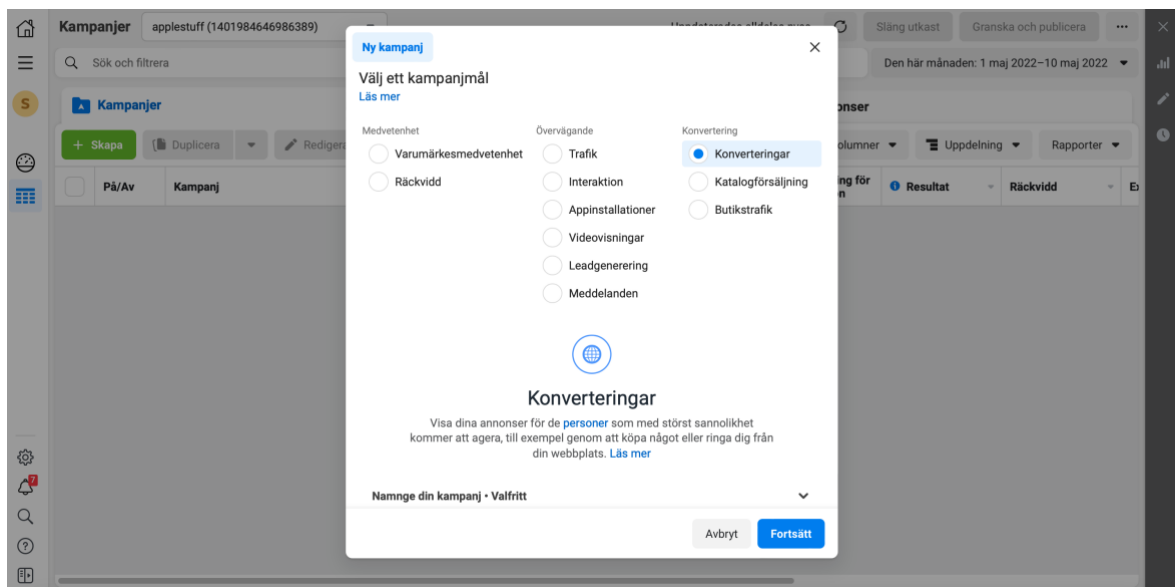 Kampanjer
applestuff (1401984646986389)
Släng utkast
Granska och publicera
Sök och filtrera
Den här månaden: 1 maj 2022–10 maj 2022
S
Kampanjer
+ Skapa
Duplicera
Uppdelning
Rapporter
På/Av
Kampanj
Resultat
Räckvidd
Ny kampanj
Välj ett kampanjmål
Läs mer
Medvetenhet
Varumärkesmedvetenhet
Räckvidd
Övervägande
Trafik
Interaktion
Appinstallationer
Videovisningar
Leadgenerering
Meddelanden
Konvertering
Konverteringar
Katalogförsäljning
Butikstrafik
Konverteringar
Visa dina annonser för de personer som med störst sannolikhet
kommer att agera, till exempel genom att köpa något eller ringa dig från
din webbplats. Läs mer
Namnge din kampanj • Valfritt
Avbryt
Fortsätt
7